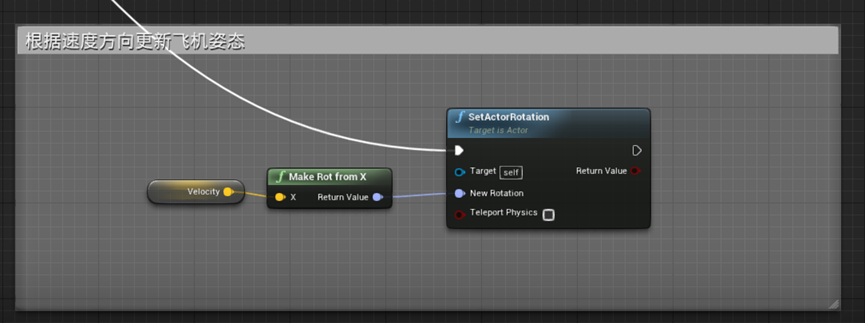 根据速度方向更新飞机姿态
SetActorRotation
Target is Actor
Target self
Return Value
New Rotation
Teleport Physics
Make Rot from X
X Return Value
Velocity